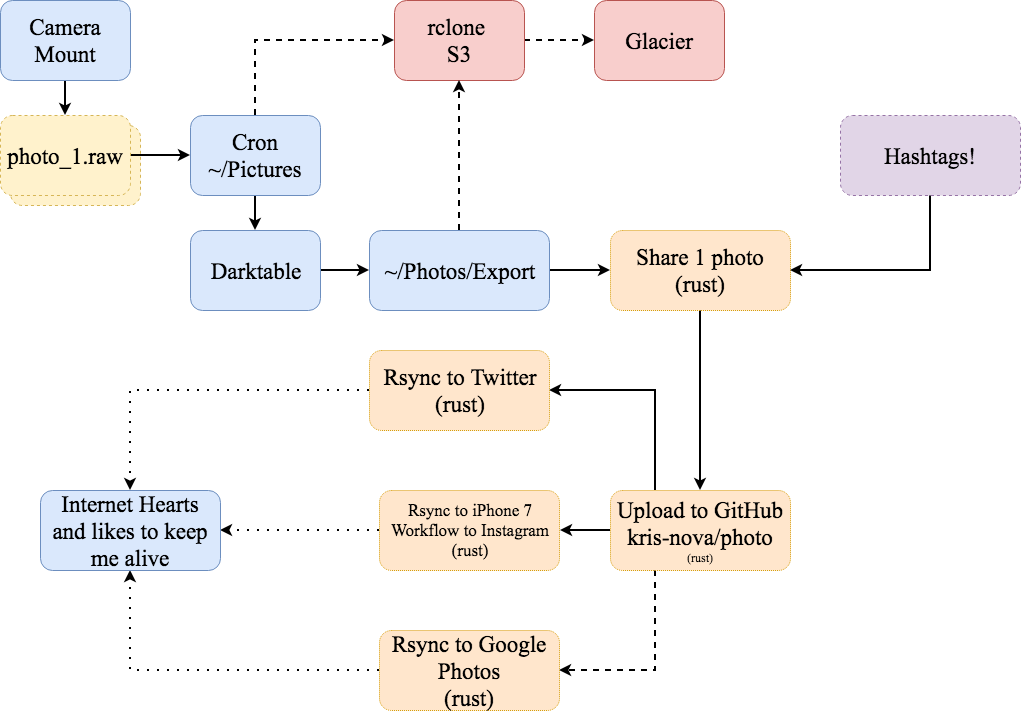 Camera
Mount
rclone
S3
Glacier
photo_1.raw
Cron
~/Pictures
Hashtags!
Darktable
~/Photos/Export
Share 1 photo
(rust)
Rsync to Twitter
(rust)
Internet Hearts
and likes to keep
me alive
Rsync to iPhone 7
Workflow to Instagram
(rust)
Upload to GitHub
kris-nova/photo
(rust)
Rsync to Google
Photos
(rust)